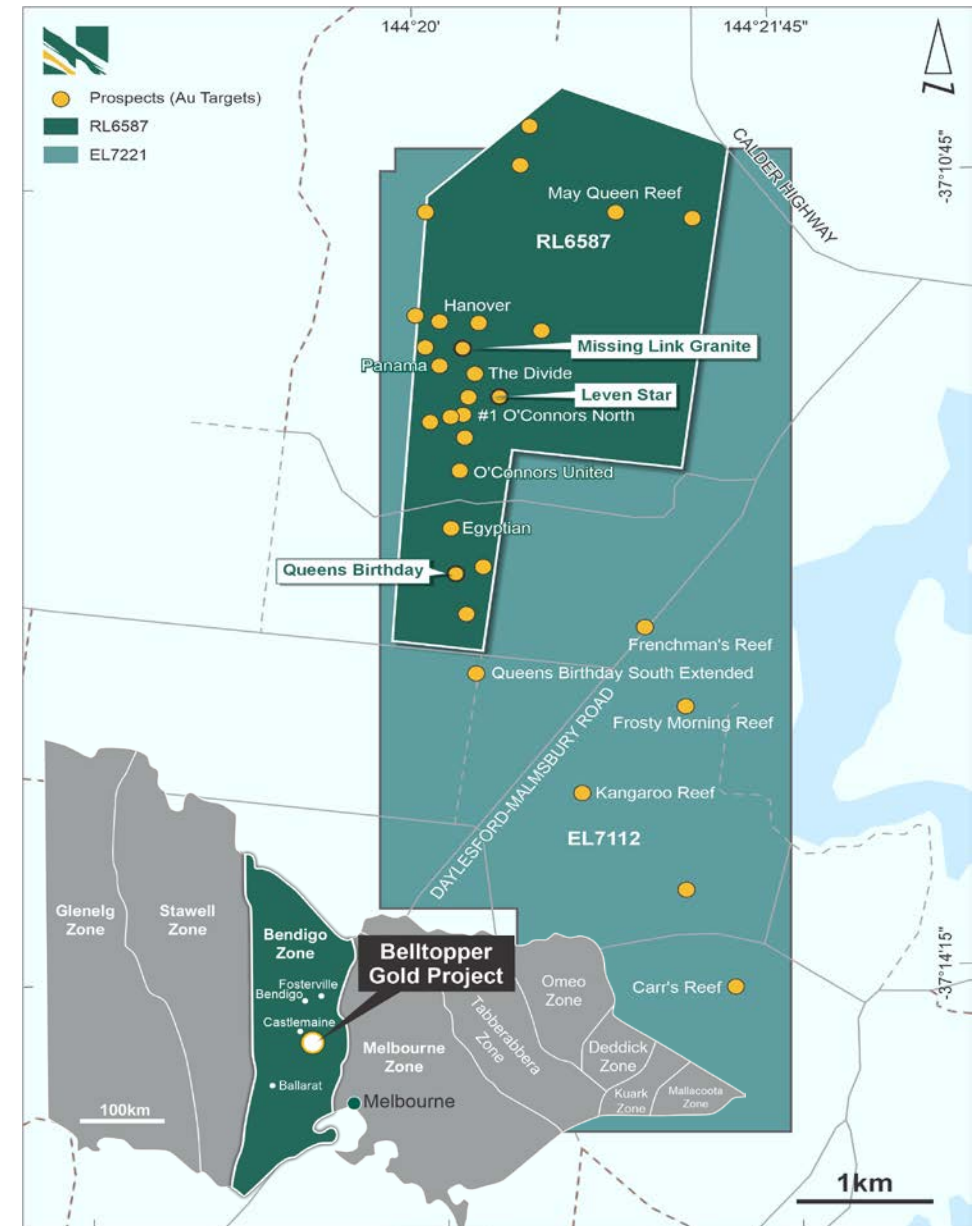 144°20'
144°21'45"
Z
Prospects (Au Targets)
RL6587
EL7221
CALDER HIGHWAY
-37°10'45"
May Queen Reef
RL6587
Hanover
Missing Link Granite
Panama
The Divide
Leven Star
#1 O'Connors North
O'Connors United
Egyptian
Queens Birthday
Frenchman's Reef
Queens Birthday South Extended
Frosty Morning Reef
DAYLESFORD-MALMSBURY ROAD
Kangaroo Reef
EL7112
-37°14'15"
Glenelg
Zone
Stawell
Zone
Bendigo
Zone
Fosterville
Bendigo
Castlemaine
Ballarat
Belltopper
Gold Project
Melbourne
Zone
Melbourne
Tabberabbera
Zone
Omeo
Zone
Deddick
Zone
Kuark
Zone
Mallacoota
Zone
Carr's Reef
100km
1km